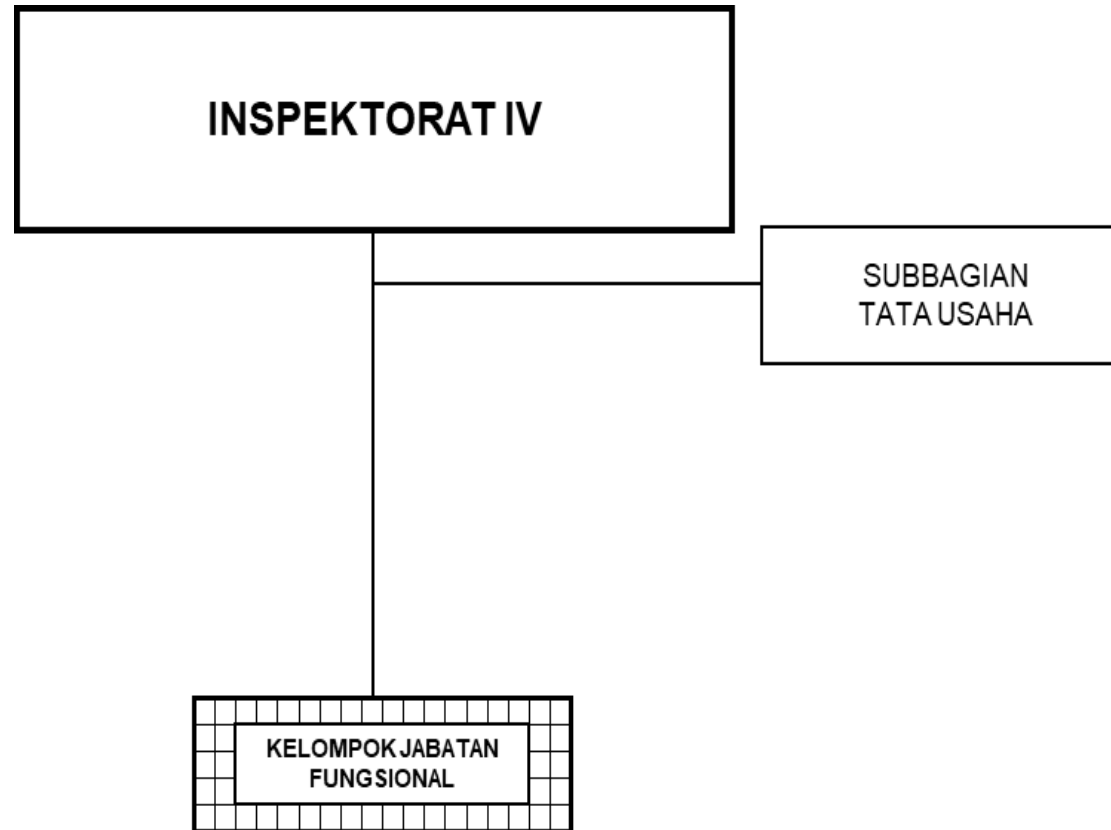 INSPEKTORAT IV
SUBBAGIAN
TATA USAHA
KELOMPOK JABATAN
FUNGSIONAL